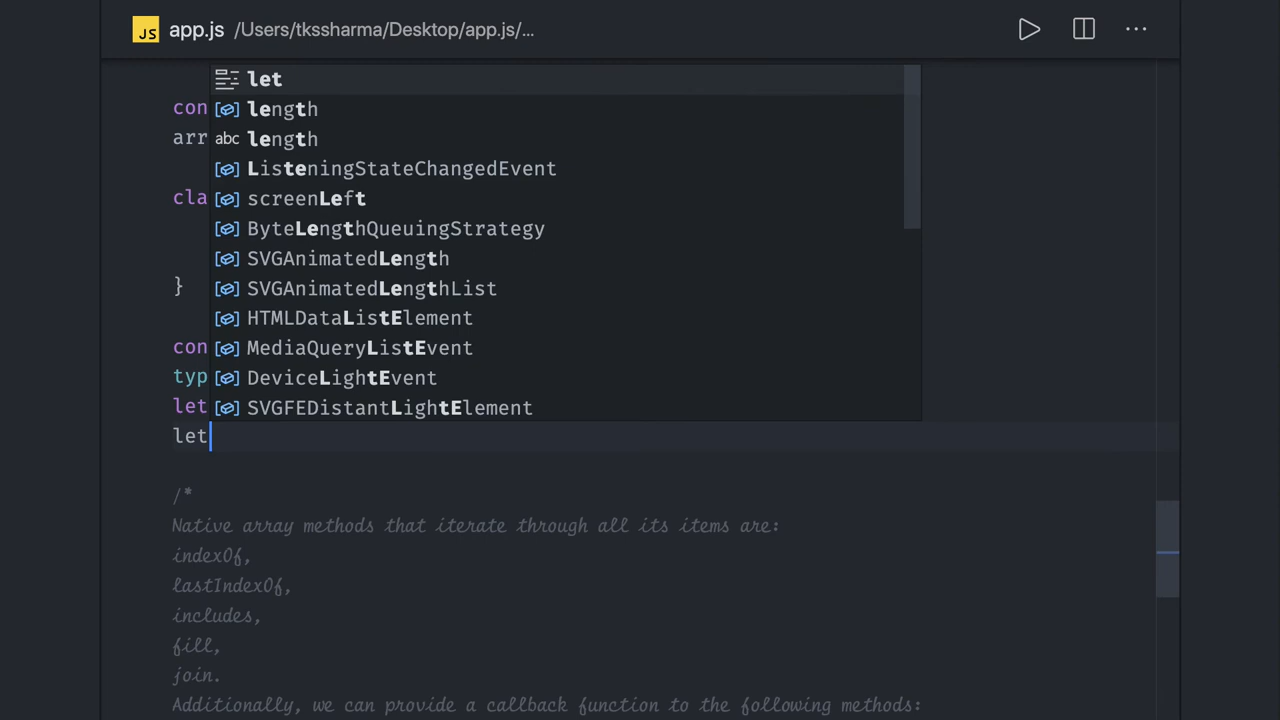 JS app.js /Users/tkssharma/Desktop/app.js/...
let
con length
arr abc length
ListeningStateChangedEvent
cla screenLeft
ByteLengthQueuingStrategy
SVGAnimatedLength
} SVGAnimatedLengthList
HTMLDataListElement
con MediaQueryListEvent
typ DeviceLightEvent
let SVGFEDistantLightElement
let
/*
Native array methods that iterate through all its items are:
indexOf,
lastIndexOf,
includes,
fill,
join.
Additionally, we can provide a callback function to the following methods: